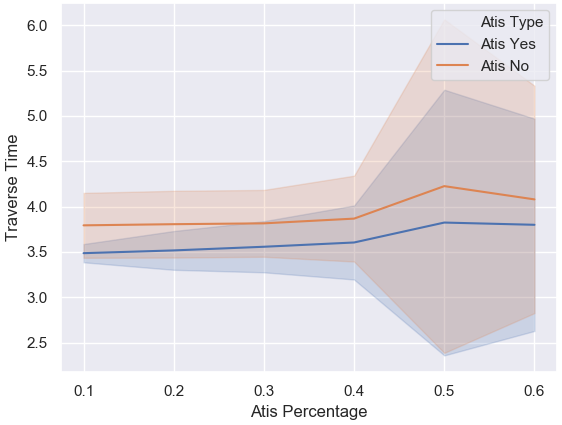 Atis Type
Atis Yes
Atis No
6.0
5.5
5.0
4.5
4.0
3.5
3.0
2.5
Traverse Time
0.1 0.2 0.3 0.4 0.5 0.6
Atis Percentage